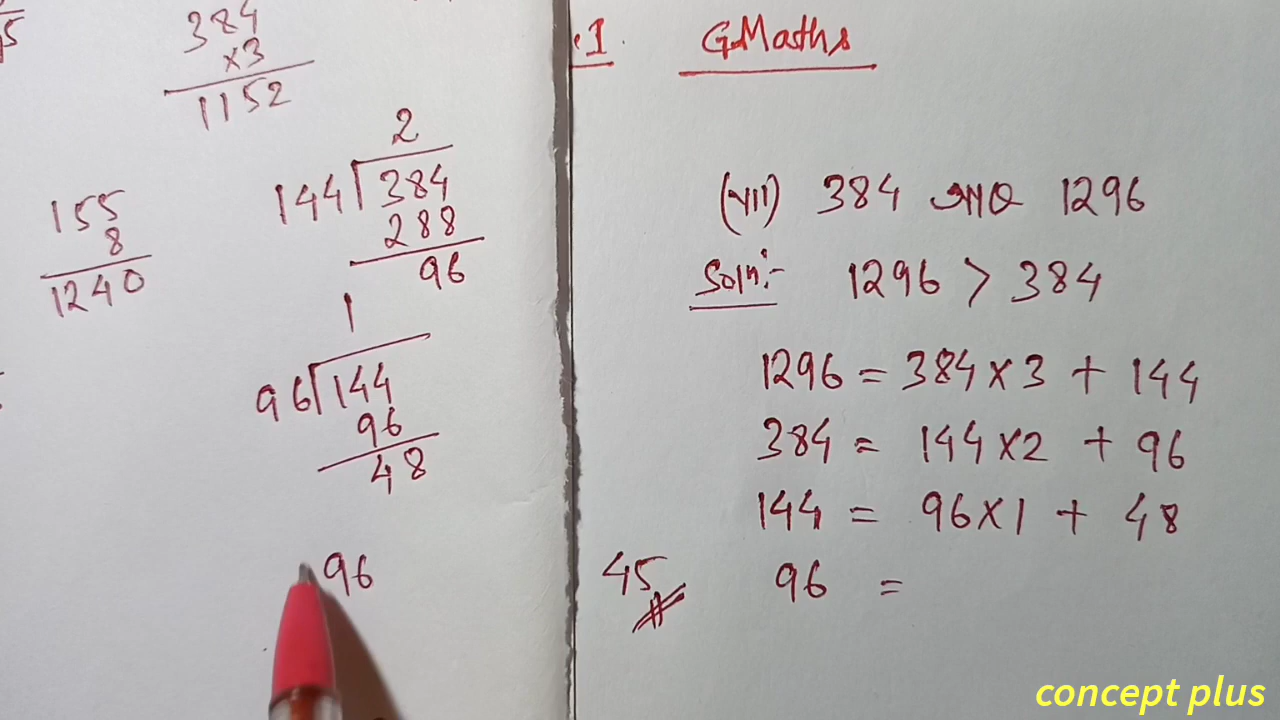 384
×3
1152
155
8
1240
2
144 384
288
96
1
96 144
96
48
96
.1. GMaths
(VII) 384 আৰু 1296
Soln:- 1296 > 384
1296 = 384×3 + 144
384 = 144×2 + 96
144 = 96×1 + 48
45 96 =
concept plus